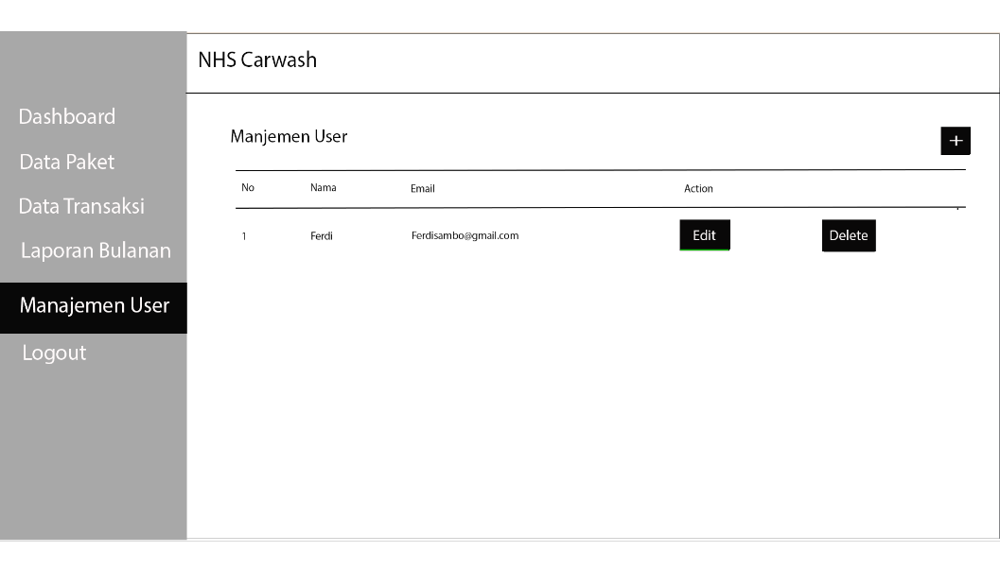 NHS Carwash
Dashboard
Data Paket
Data Transaksi
Laporan Bulanan
Manajemen User
Logout
Manjemen User
+
No Nama Email Action
1 Ferdi Ferdisambo@gmail.com Edit Delete